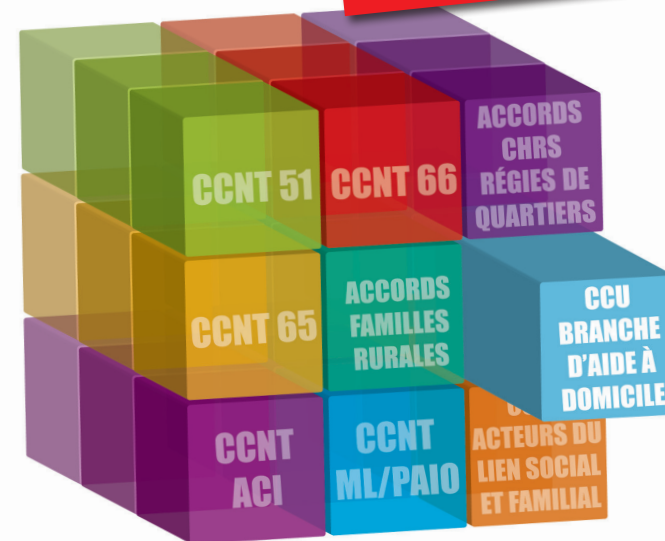 CCNT 51
CCNT 66
ACCORDS
CHRS
RÉGIES DE
QUARTIERS
CCNT 65
ACCORDS
FAMILLES
RURALES
CCU
BRANCHE
D'AIDE À
DOMICILE
CCNT
ACI
CCNT
ML/PAIO
ACTEURS DU
LIEN SOCIAL
ET FAMILIAL